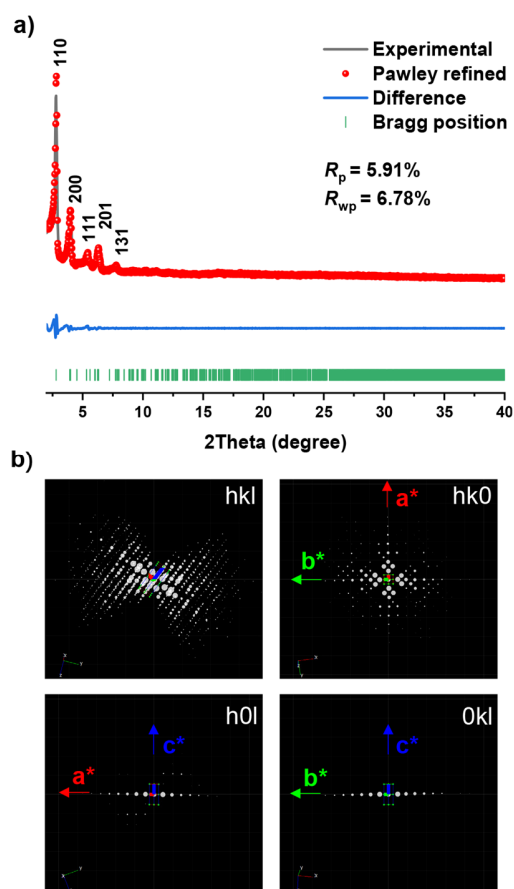 a)
110
200
111
201
131
Experimental
Pawley refined
Difference
Bragg position
Rp = 5.91%
Rwp = 6.78%
5 10 15 20 25 30 35 40
2Theta (degree)
b)
hkl
hk0
a*
b*
h0l
c*
a*
0kl
c*
b*